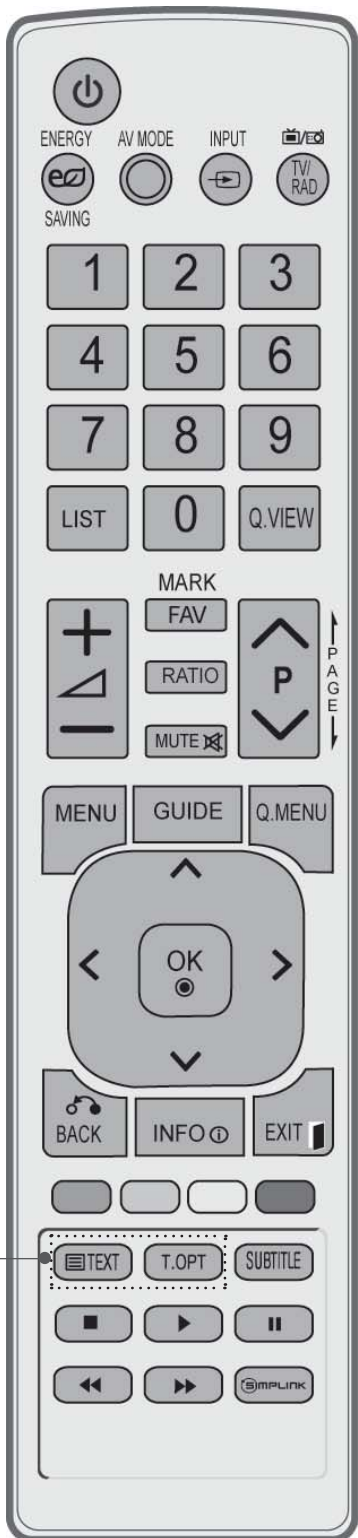 ENERGY AV MODE INPUT
TV/
RAD
SAVING
1 2 3
4 5 6
7 8 9
LIST 0 Q.VIEW
MARK
FAV
RATIO
P
PAGE
MUTE
MENU GUIDE Q.MENU
OK
BACK INFO EXIT
TEXT T.OPT SUBTITLE
SIMPLINK